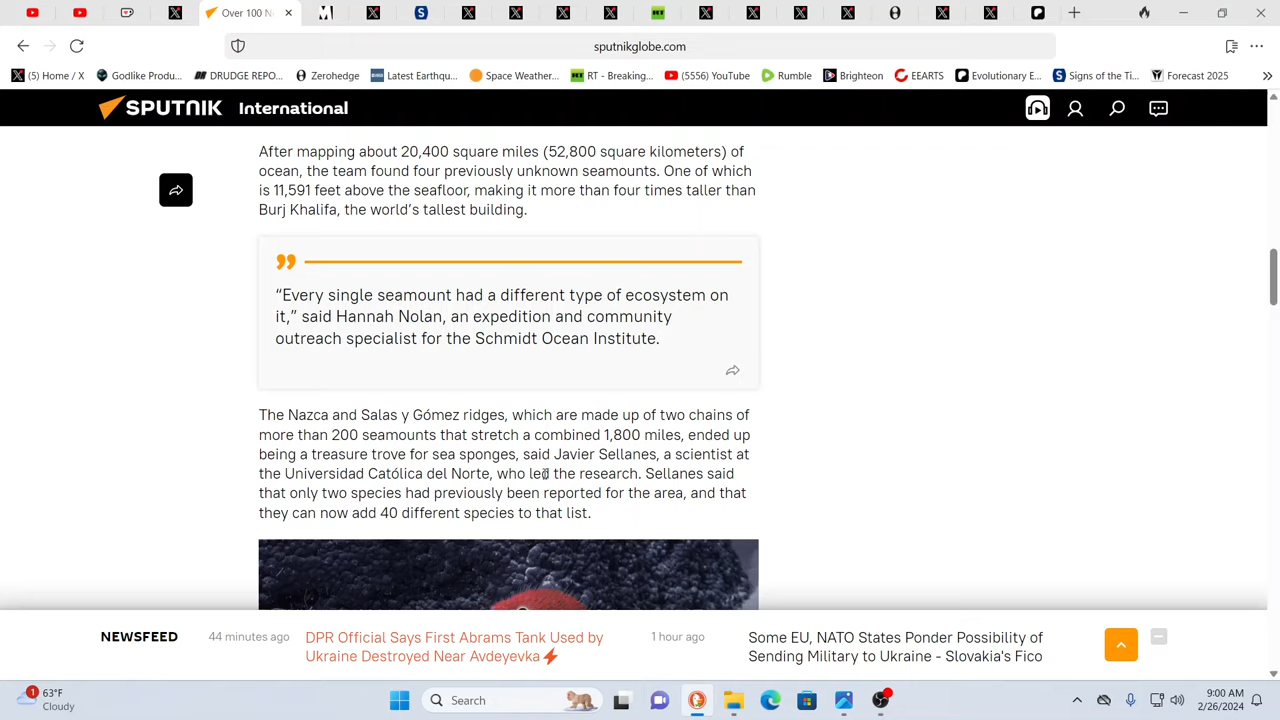 Over 100 N
sputnikglobe.com
(5) Home / X
Godlike Produ...
DRUDGE REPO...
Zerohedge
Latest Earthqu...
Space Weather...
RT - Breaking...
(5556) YouTube
Rumble
Brighteon
EEARTS
Evolutionary E...
Signs of the Ti...
Forecast 2025
SPUTNIK International
After mapping about 20,400 square miles (52,800 square kilometers) of
ocean, the team found four previously unknown seamounts. One of which
is 11,591 feet above the seafloor, making it more than four times taller than
Burj Khalifa, the world’s tallest building.
“Every single seamount had a different type of ecosystem on
it,” said Hannah Nolan, an expedition and community
outreach specialist for the Schmidt Ocean Institute.
The Nazca and Salas y Gómez ridges, which are made up of two chains of
more than 200 seamounts that stretch a combined 1,800 miles, ended up
being a treasure trove for sea sponges, said Javier Sellanes, a scientist at
the Universidad Católica del Norte, who led the research. Sellanes said
that only two species had previously been reported for the area, and that
they can now add 40 different species to that list.
NEWSFEED
44 minutes ago
DPR Official Says First Abrams Tank Used by
Ukraine Destroyed Near Avdeyevka
1 hour ago
Some EU, NATO States Ponder Possibility of
Sending Military to Ukraine - Slovakia's Fico
1
63°F
Cloudy
Search
9:00 AM
2/26/2024